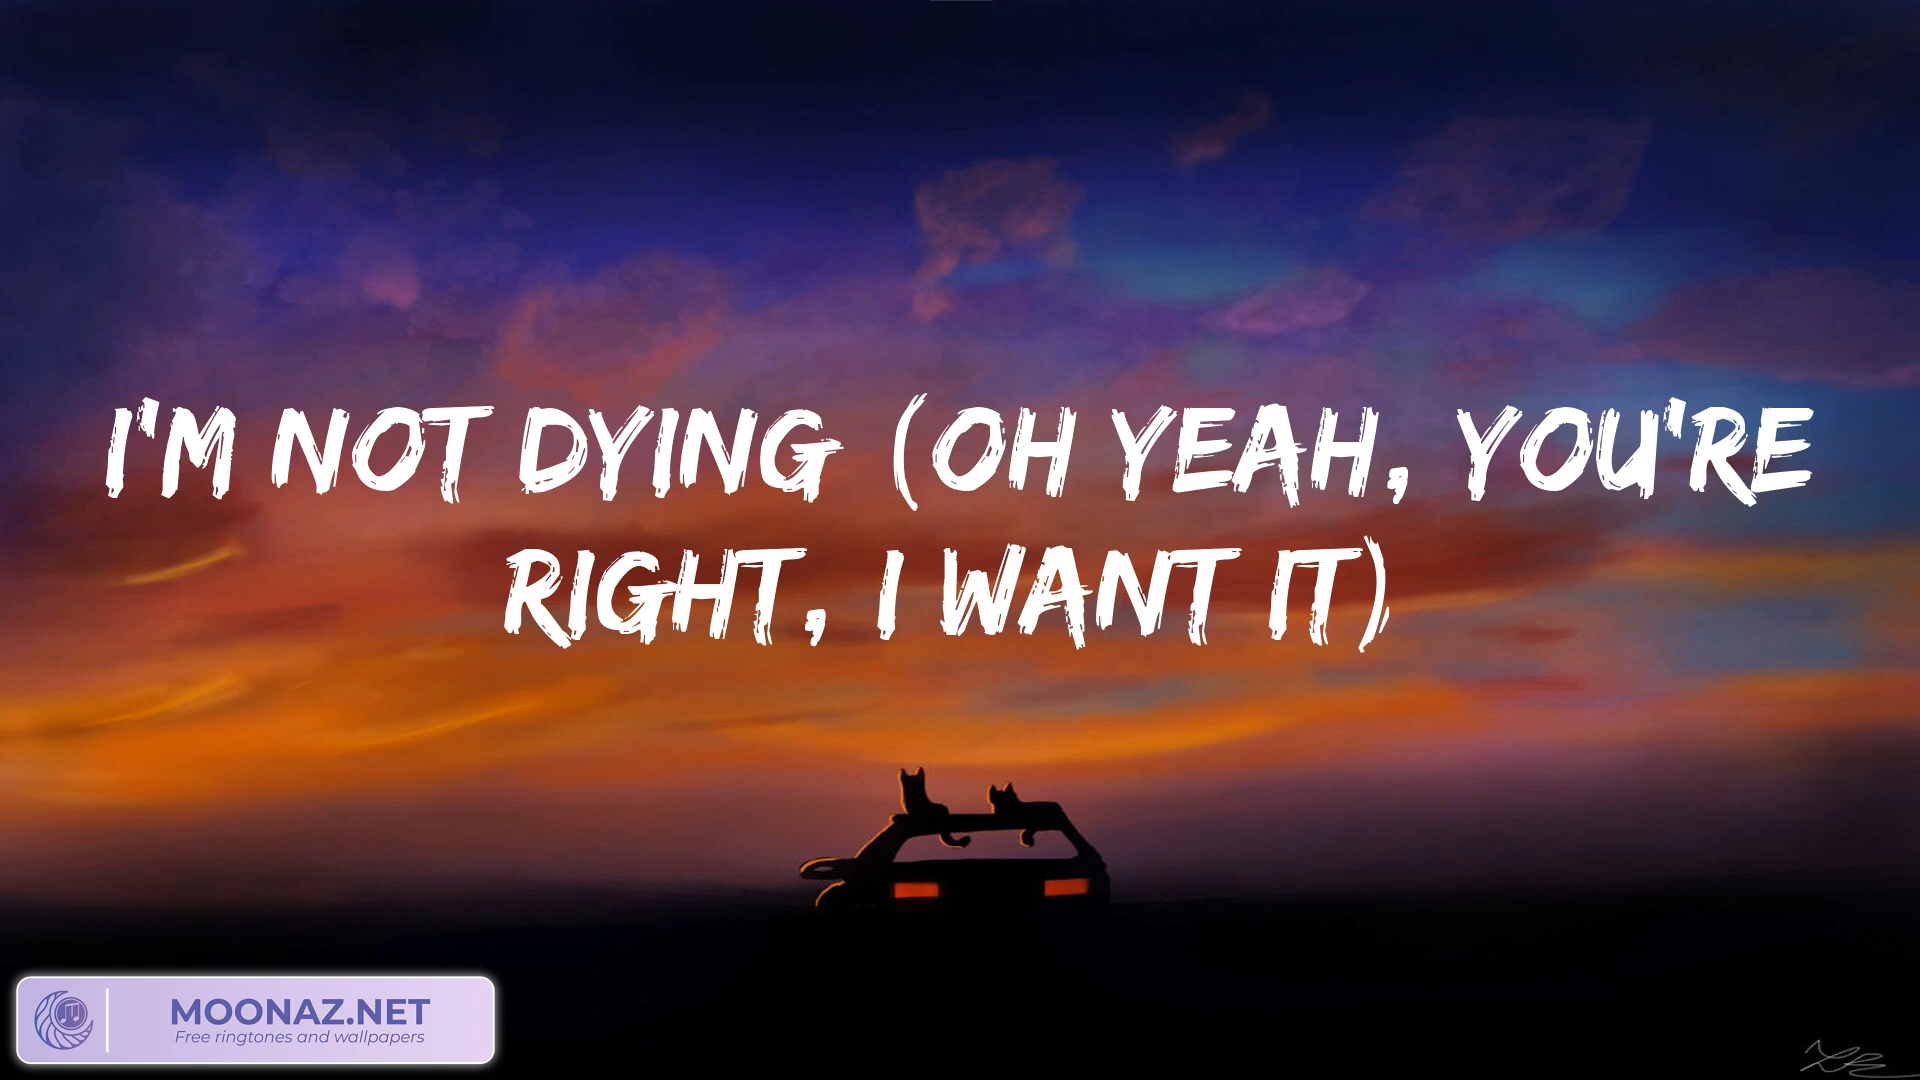 I'M NOT DYING (OH YEAH, YOU'RE
RIGHT, I WANT IT)
MOONAZ.NET
Free ringtones and wallpapers